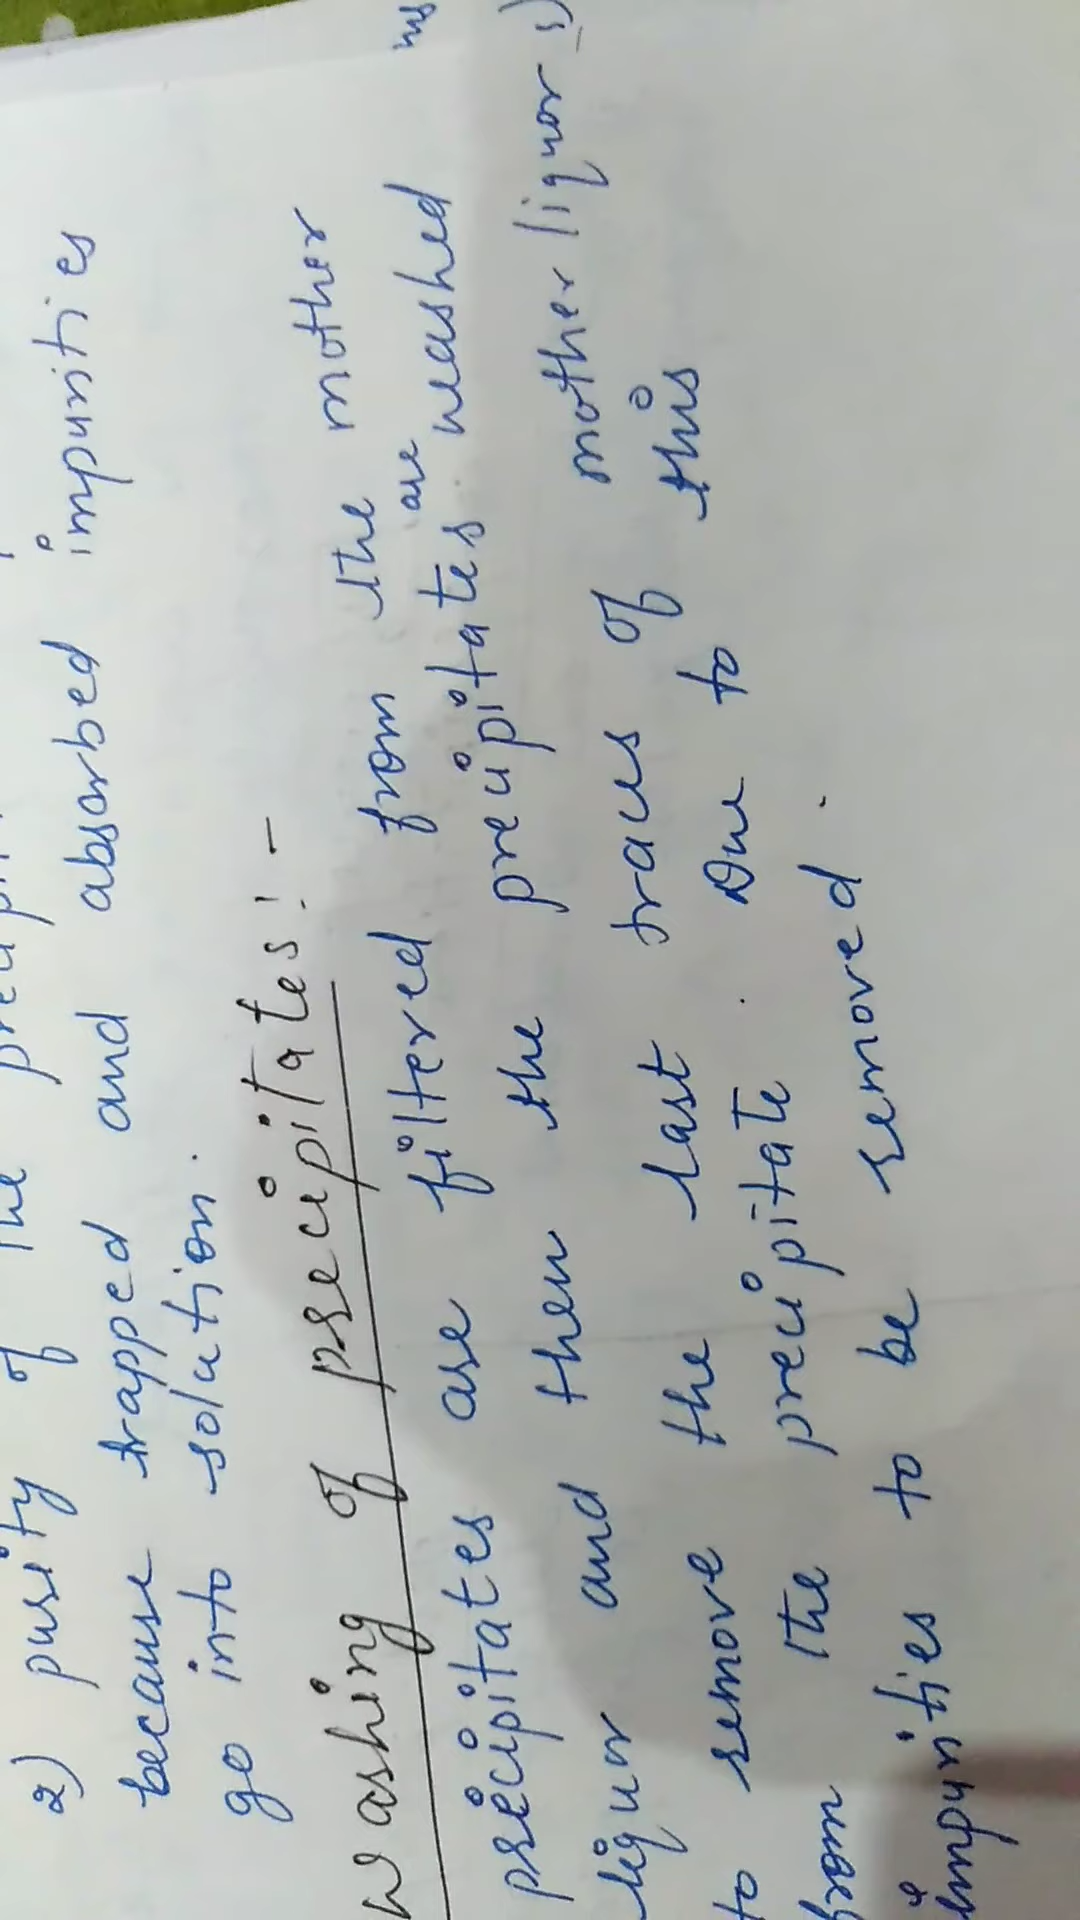 2) purity of the
because trapped and absorbed impurities
go into solution.
washing of precipitates:-
precipitates are filtered from the mother
liquor and then the precipitates are washed
to remove the last traces of mother liquor
from the precipitate. Due to this
impurities to be removed.